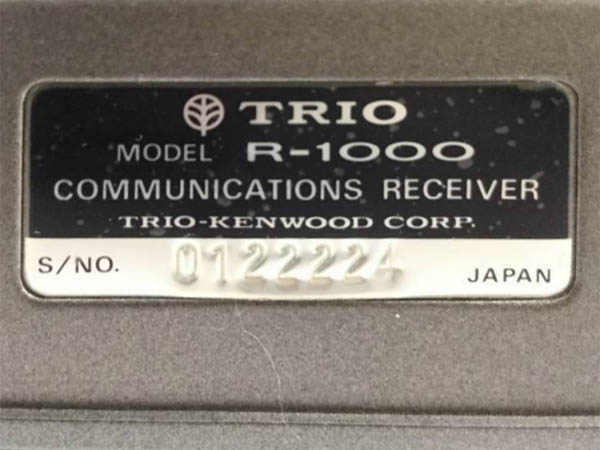 TRIO
MODEL R-1000
COMMUNICATIONS RECEIVER
TRIO-KENWOOD CORP.
S/NO. 0122224 JAPAN